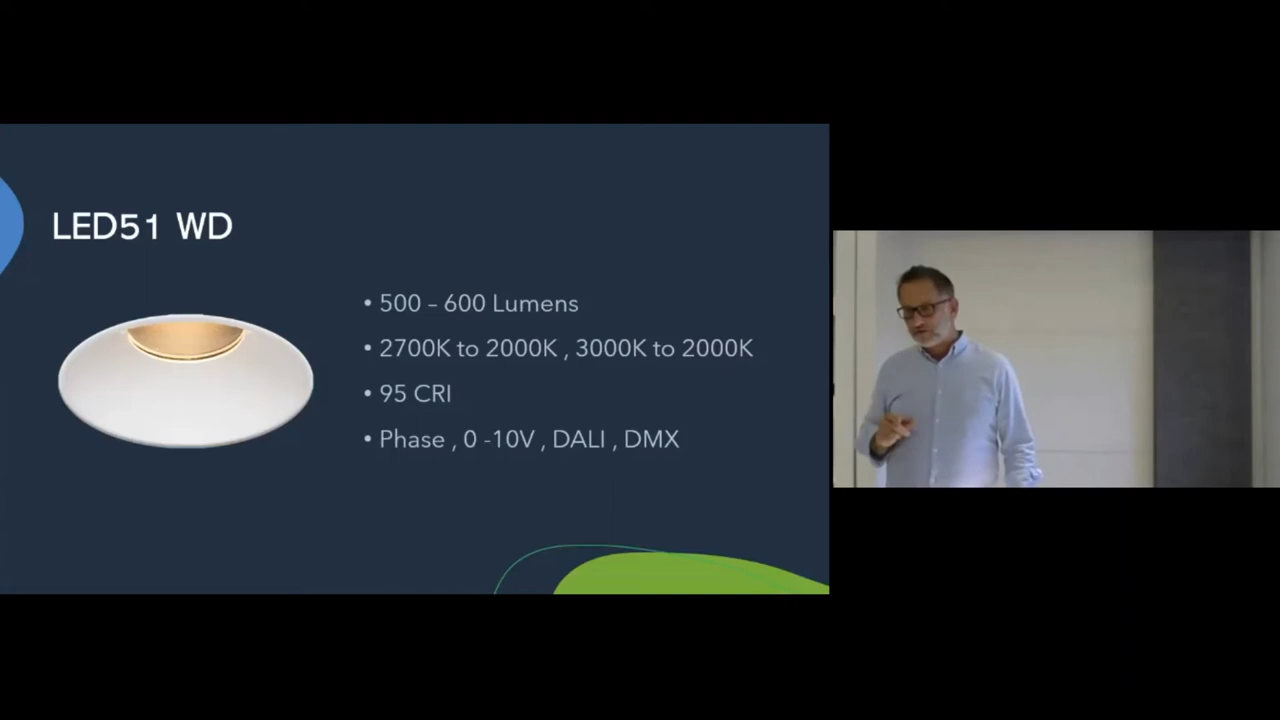 LED51 WD
• 500 – 600 Lumens
• 2700K to 2000K , 3000K to 2000K
• 95 CRI
• Phase , 0 -10V , DALI , DMX